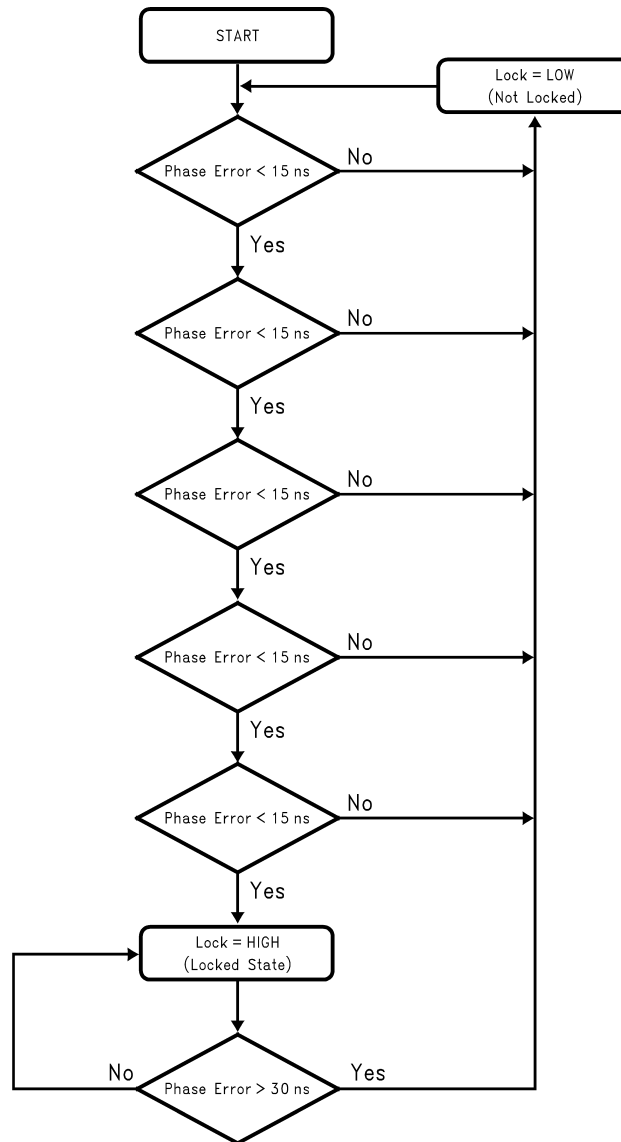 START
Lock = LOW
(Not Locked)
Phase Error < 15 ns
No
Yes
Phase Error < 15 ns
No
Yes
Phase Error < 15 ns
No
Yes
Phase Error < 15 ns
No
Yes
Phase Error < 15 ns
No
Yes
Lock = HIGH
(Locked State)
No
Phase Error > 30 ns
Yes